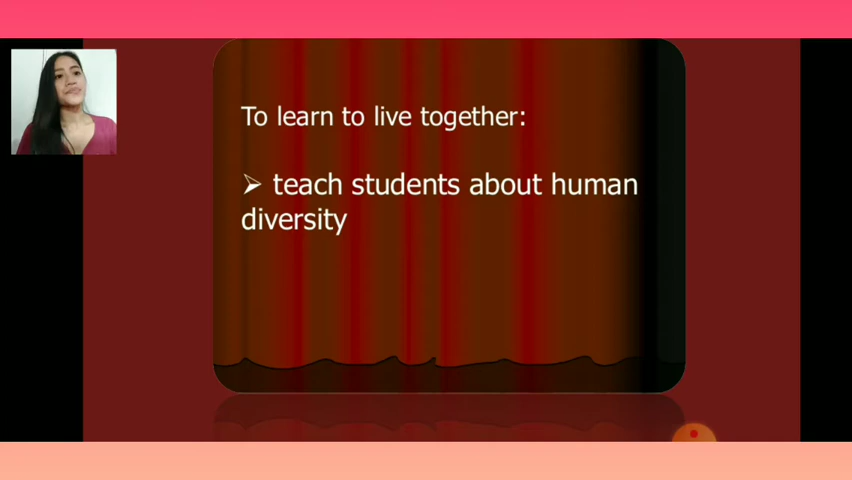 To learn to live together:
➢ teach students about human
diversity